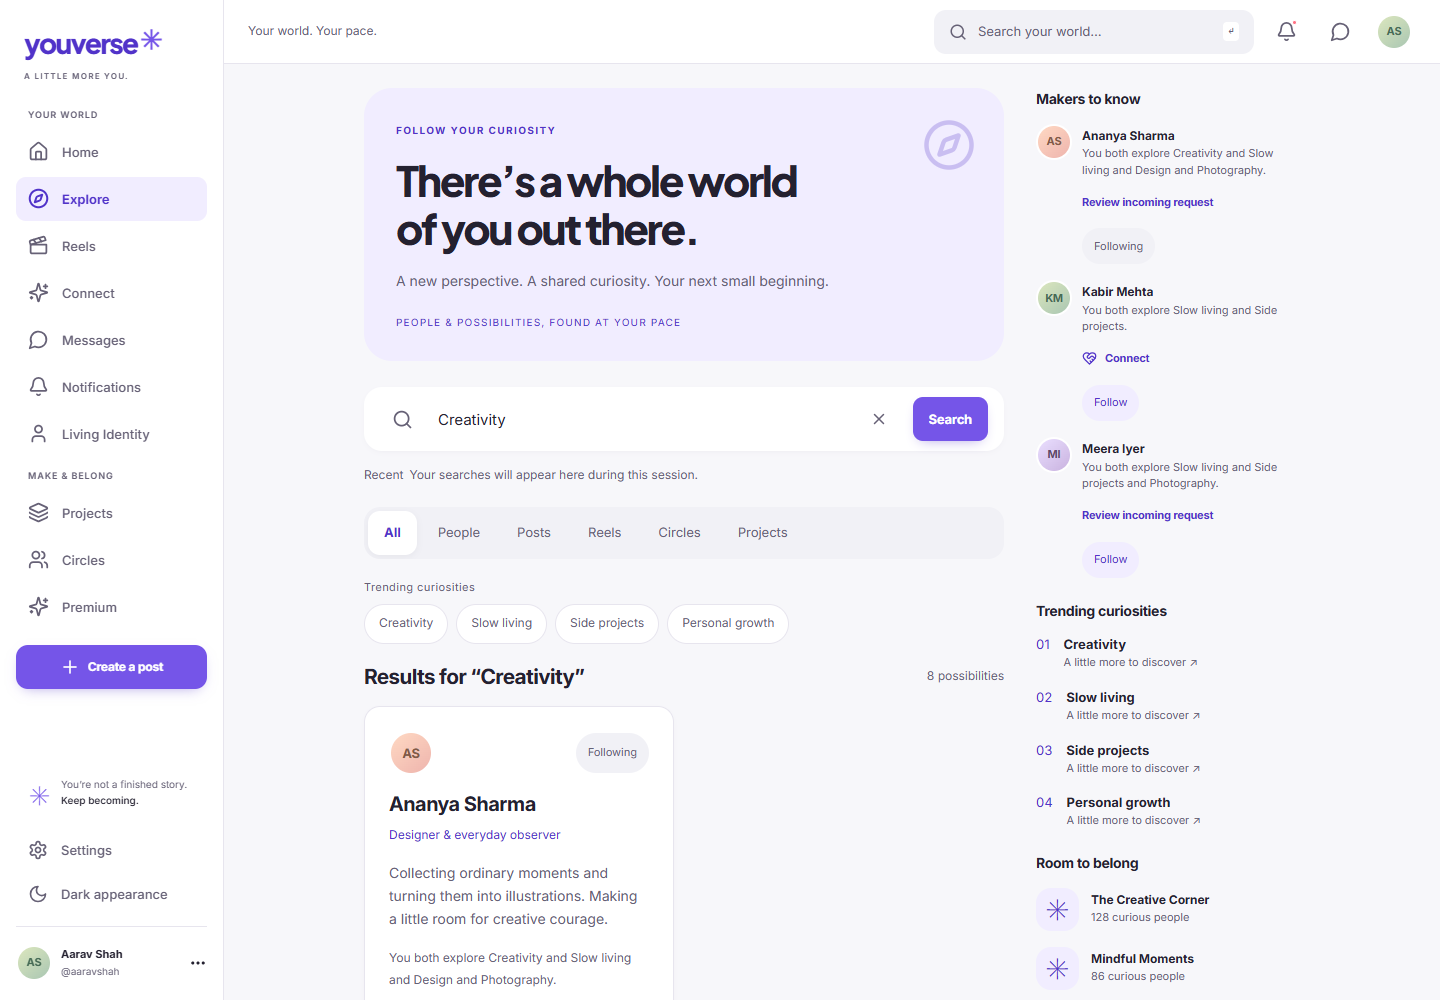 youverse
A LITTLE MORE YOU.
YOUR WORLD
Home
Explore
Reels
Connect
Messages
Notifications
Living Identity
MAKE & BELONG
Projects
Circles
Premium
Create a post
You're not a finished story.
Keep becoming.
Settings
Dark appearance
AS
Aarav Shah
@aaravshah
Your world. Your pace.
Search your world...
AS
FOLLOW YOUR CURIOSITY
There’s a whole world
of you out there.
A new perspective. A shared curiosity. Your next small beginning.
PEOPLE & POSSIBILITIES, FOUND AT YOUR PACE
Creativity
Search
Recent Your searches will appear here during this session.
All
People
Posts
Reels
Circles
Projects
Trending curiosities
Creativity
Slow living
Side projects
Personal growth
Results for “Creativity”
8 possibilities
AS
Following
Ananya Sharma
Designer & everyday observer
Collecting ordinary moments and
turning them into illustrations. Making
a little room for creative courage.
You both explore Creativity and Slow living
and Design and Photography.
Makers to know
AS
Ananya Sharma
You both explore Creativity and Slow
living and Design and Photography.
Review incoming request
Following
KM
Kabir Mehta
You both explore Slow living and Side
projects.
Connect
Follow
MI
Meera Iyer
You both explore Slow living and Side
projects and Photography.
Review incoming request
Follow
Trending curiosities
01 Creativity
A little more to discover ↗
02 Slow living
A little more to discover ↗
03 Side projects
A little more to discover ↗
04 Personal growth
A little more to discover ↗
Room to belong
The Creative Corner
128 curious people
Mindful Moments
86 curious people